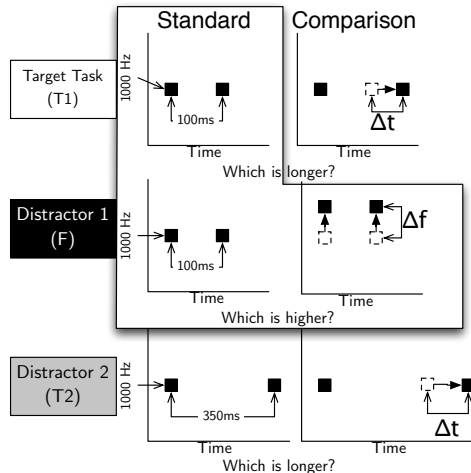 Standard
Comparison
Target Task
(T1)
1000 Hz
100ms
Δt
Time
Time
Which is longer?
Distractor 1
(F)
1000 Hz
100ms
Δf
Time
Time
Which is higher?
Distractor 2
(T2)
1000 Hz
350ms
Δt
Time
Time
Which is longer?